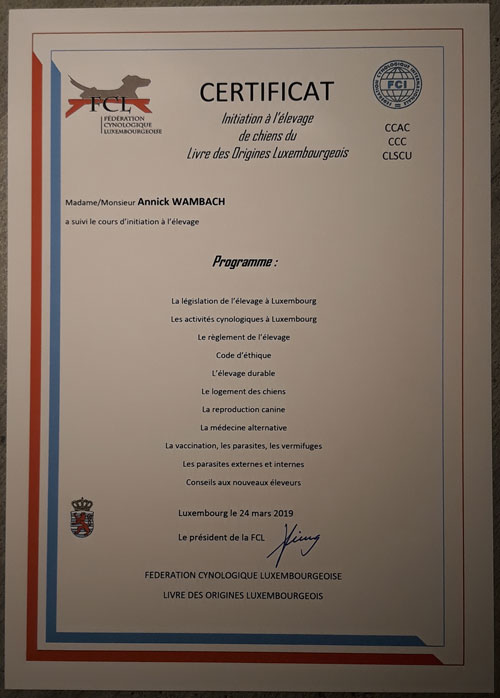 FCL
FÉDÉRATION
CYNOLOGIQUE
LUXEMBOURGEOISE
CERTIFICAT
Initiation à l'élevage
de chiens du
Livre des Origines Luxembourgeois
FEDERATION CYNOLOGIQUE INTERNATIONALE
FCI
CCAC
CCC
CLSCU
Madame/Monsieur Annick WAMBACH
a suivi le cours d'initiation à l'élevage
Programme :
La législation de l'élevage à Luxembourg
Les activités cynologiques à Luxembourg
Le règlement de l'élevage
Code d'éthique
L'élevage durable
Le logement des chiens
La reproduction canine
La médecine alternative
La vaccination, les parasites, les vermifuges
Les parasites externes et internes
Conseils aux nouveaux éleveurs
Luxembourg le 24 mars 2019
Le président de la FCL
FEDERATION CYNOLOGIQUE LUXEMBOURGEOISE
LIVRE DES ORIGINES LUXEMBOURGEOIS